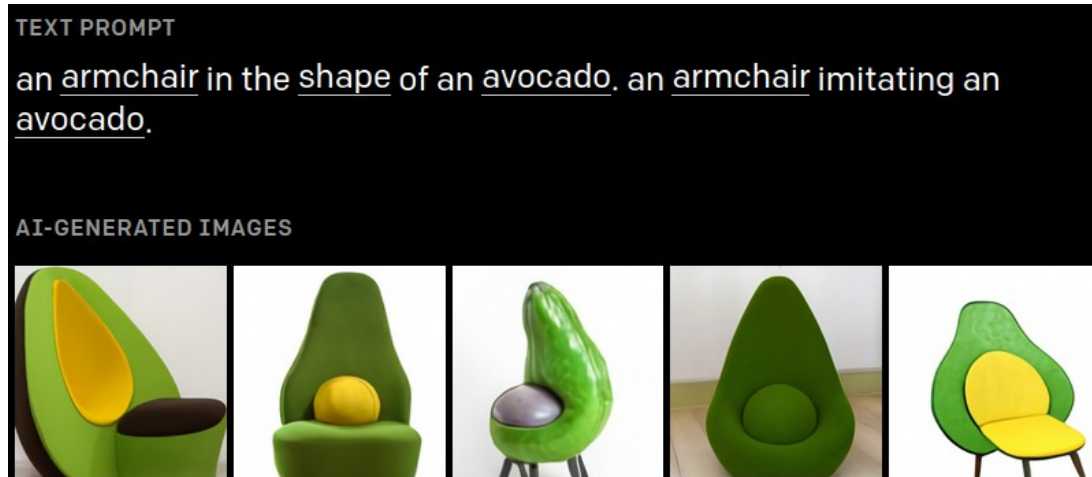 TEXT PROMPT
an armchair in the shape of an avocado. an armchair imitating an
avocado.
AI-GENERATED IMAGES